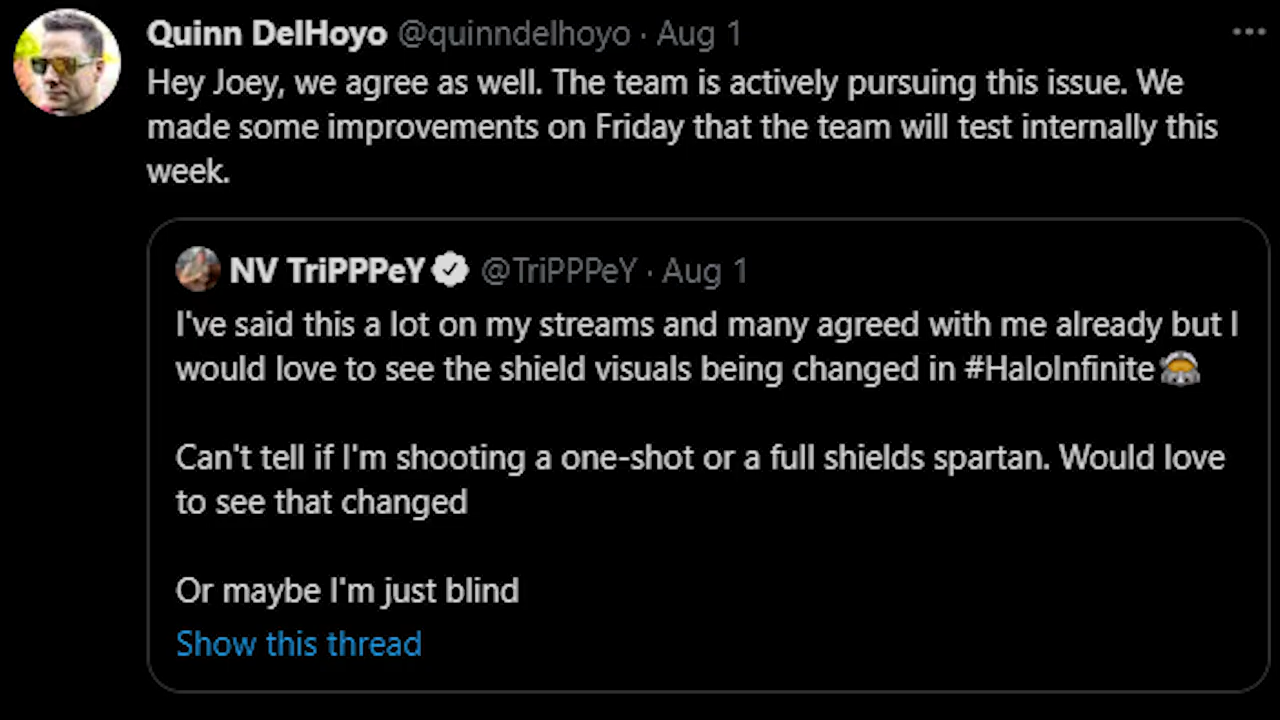 Quinn DelHoyo @quinndelhoyo · Aug 1
Hey Joey, we agree as well. The team is actively pursuing this issue. We
made some improvements on Friday that the team will test internally this
week.
NV TriPPPeY @TriPPPeY · Aug 1
I've said this a lot on my streams and many agreed with me already but I
would love to see the shield visuals being changed in #HaloInfinite
Can't tell if I'm shooting a one-shot or a full shields spartan. Would love
to see that changed
Or maybe I'm just blind
Show this thread